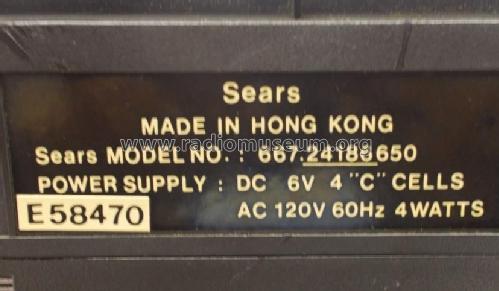 Sears
MADE IN HONG KONG
www.radiomuseum.org
Sears MODEL NO. : 667.24188650
POWER SUPPLY : DC 6V 4 "C" CELLS
E58470 AC 120V 60Hz 4WATTS